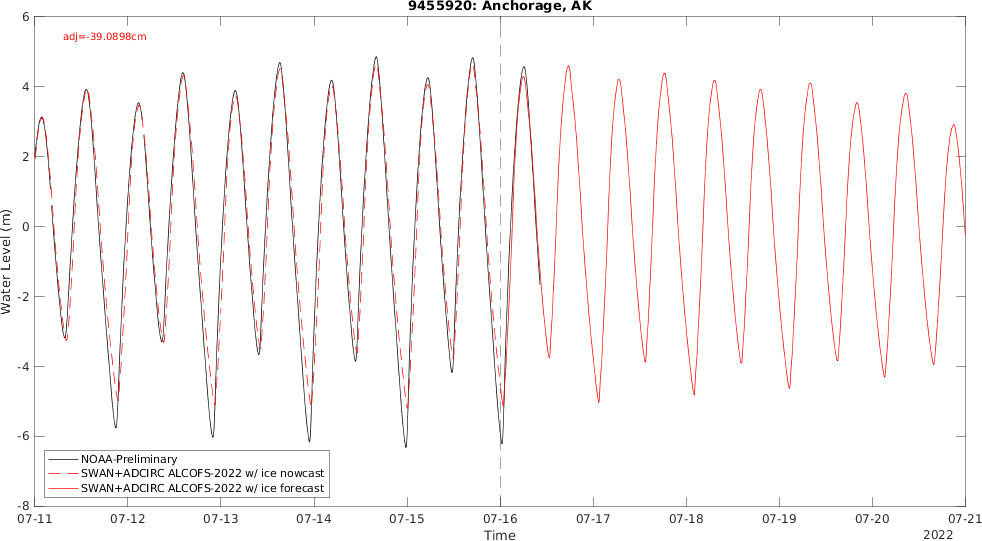 9455920: Anchorage, AK
adj=-39.0898cm
6
4
2
0
-2
-4
-6
-8
Water Level (m)
NOAA-Preliminary
SWAN+ADCIRC ALCOFS-2022 w/ ice nowcast
SWAN+ADCIRC ALCOFS-2022 w/ ice forecast
07-11 07-12 07-13 07-14 07-15 07-16 07-17 07-18 07-19 07-20 07-21
Time
2022